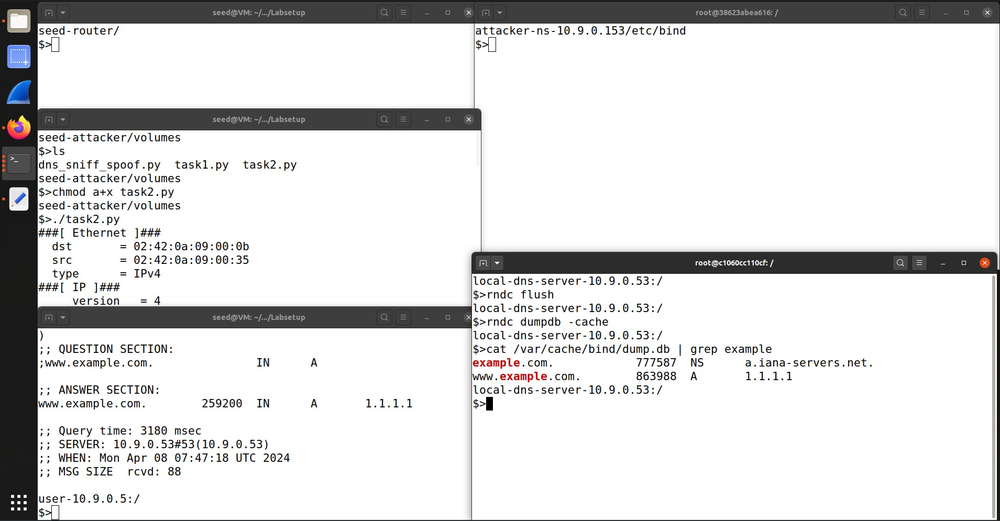 seed@VM: ~/.../Labsetup
seed-router/
$>
root@38623abea616: /
attacker-ns-10.9.0.153/etc/bind
$>
seed@VM: ~/.../Labsetup
seed-attacker/volumes
$>ls
dns_sniff_spoof.py  task1.py  task2.py
seed-attacker/volumes
$>chmod a+x task2.py
seed-attacker/volumes
$>./task2.py
###[ Ethernet ]###
  dst       = 02:42:0a:09:00:0b
  src       = 02:42:0a:09:00:35
  type      = IPv4
###[ IP ]###
     version   = 4
seed@VM: ~/.../Labsetup
)
;; QUESTION SECTION:
;www.example.com.               IN      A
;; ANSWER SECTION:
www.example.com.        259200  IN      A       1.1.1.1
;; Query time: 3180 msec
;; SERVER: 10.9.0.53#53(10.9.0.53)
;; WHEN: Mon Apr 08 07:47:18 UTC 2024
;; MSG SIZE  rcvd: 88
user-10.9.0.5:/
$>
root@c1060cc110cf: /
local-dns-server-10.9.0.53:/
$>rndc flush
local-dns-server-10.9.0.53:/
$>rndc dumpdb -cache
local-dns-server-10.9.0.53:/
$>cat /var/cache/bind/dump.db | grep example
example.com.            777587  NS      a.iana-servers.net.
www.example.com.        863988  A       1.1.1.1
local-dns-server-10.9.0.53:/
$>